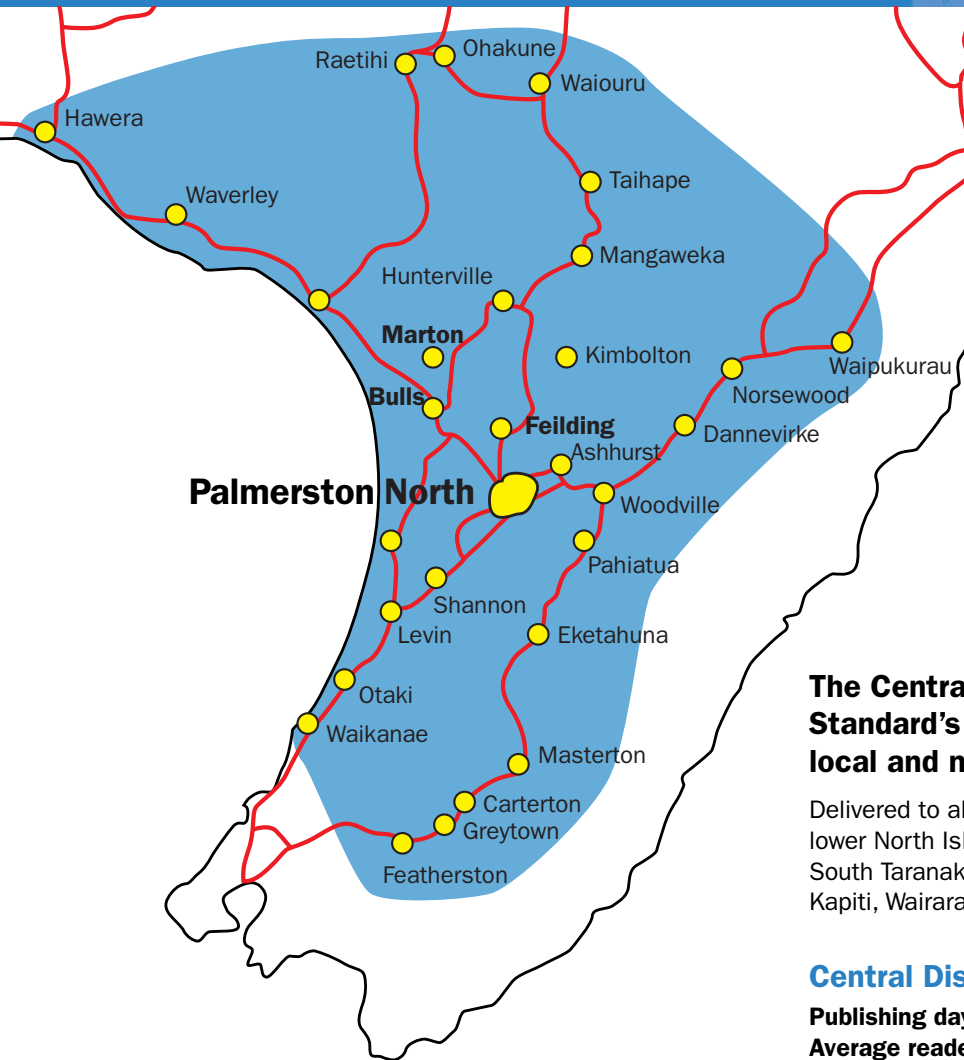 Raetihi
Ohakune
Waiouru
Hawera
Taihape
Waverley
Mangaweka
Hunterville
Marton
Kimbolton
Waipukurau
Bulls
Norsewood
Feilding
Dannevirke
Ashhurst
Palmerston North
Woodville
Pahiatua
Shannon
Levin
Eketahuna
Otaki
Waikanae
Masterton
Carterton
Greytown
Featherston
The Centra
Standard's
local and m
Delivered to al
lower North Isl
South Taranak
Kapiti, Wairara
Central Dis
Publishing day
Average reade